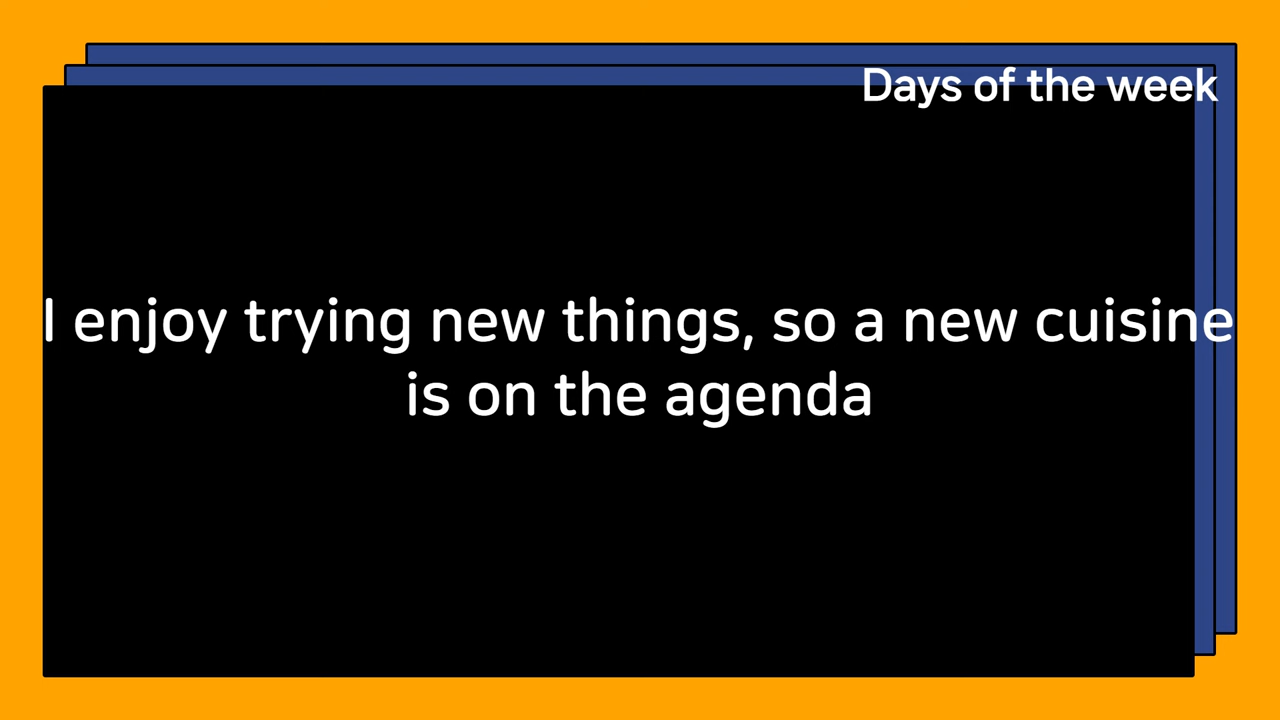 Days of the week
I enjoy trying new things, so a new cuisine
is on the agenda